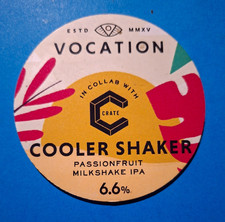 ESTD MMXV
VOCATION
IN COLLAB WITH
CRATE
COOLER SHAKER
PASSIONFRUIT
MILKSHAKE IPA
6.6%